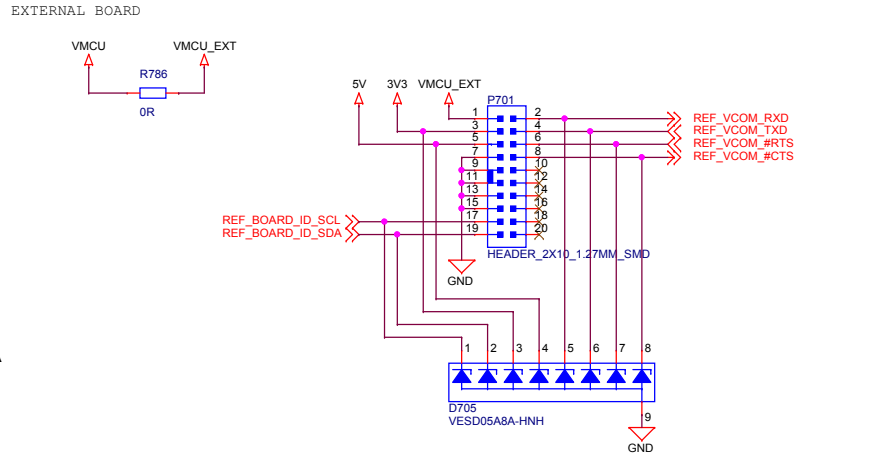 EXTERNAL BOARD
VMCU VMCU_EXT
R786
0R
5V 3V3 VMCU_EXT
P701
1 2 REF_VCOM_RXD
3 4 REF_VCOM_TXD
5 6 REF_VCOM_#RTS
7 8 REF_VCOM_#CTS
9 10
11 12
13 14
15 16
REF_BOARD_ID_SCL 17 18
REF_BOARD_ID_SDA 19 20
HEADER_2X10_1.27MM_SMD
GND
1 2 3 4 5 6 7 8
D705
VESD05A8A-HNH
9
GND